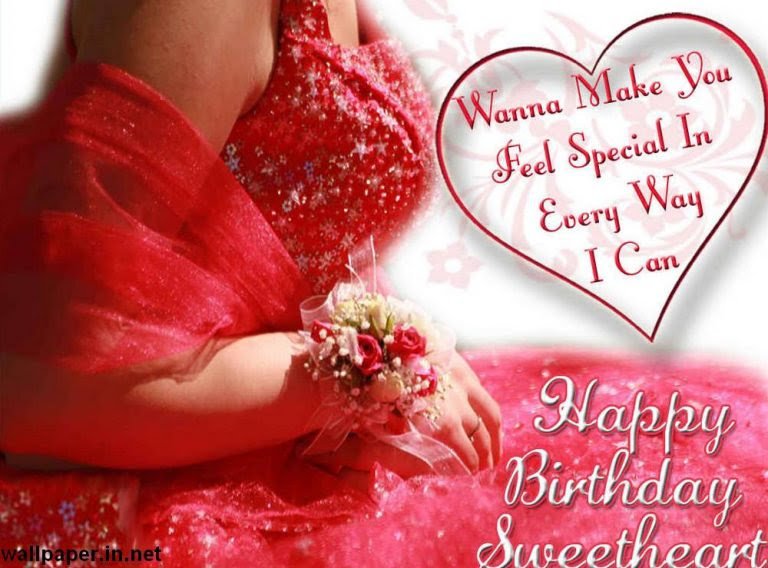 Wanna Make You
Feel Special In
Every Way
I Can
Happy
Birthday
Sweetheart
wallpaper.in.net